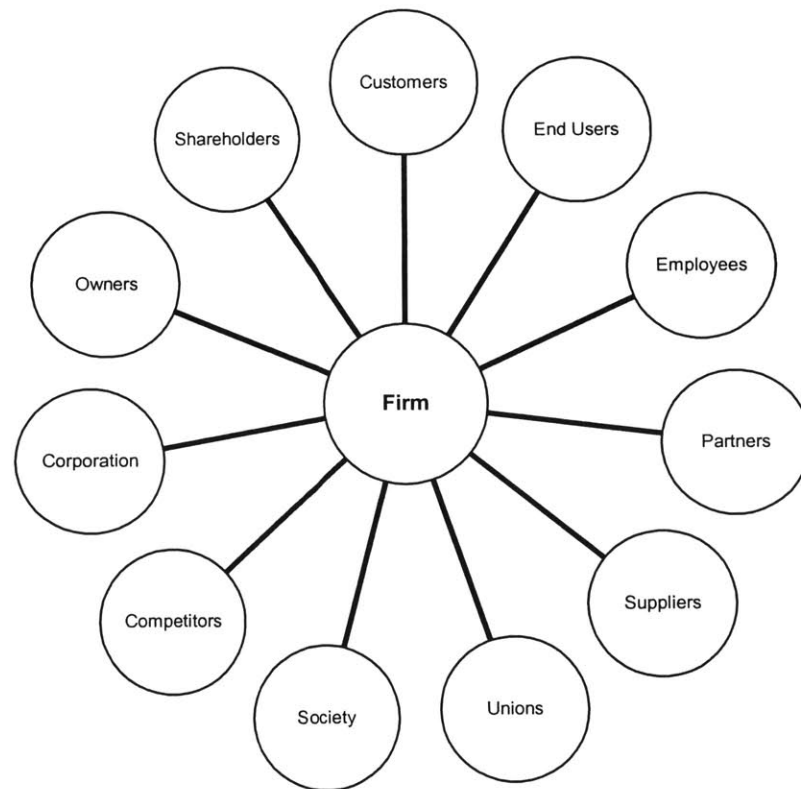 Customers
End Users
Shareholders
Employees
Owners
Firm
Partners
Corporation
Suppliers
Competitors
Unions
Society